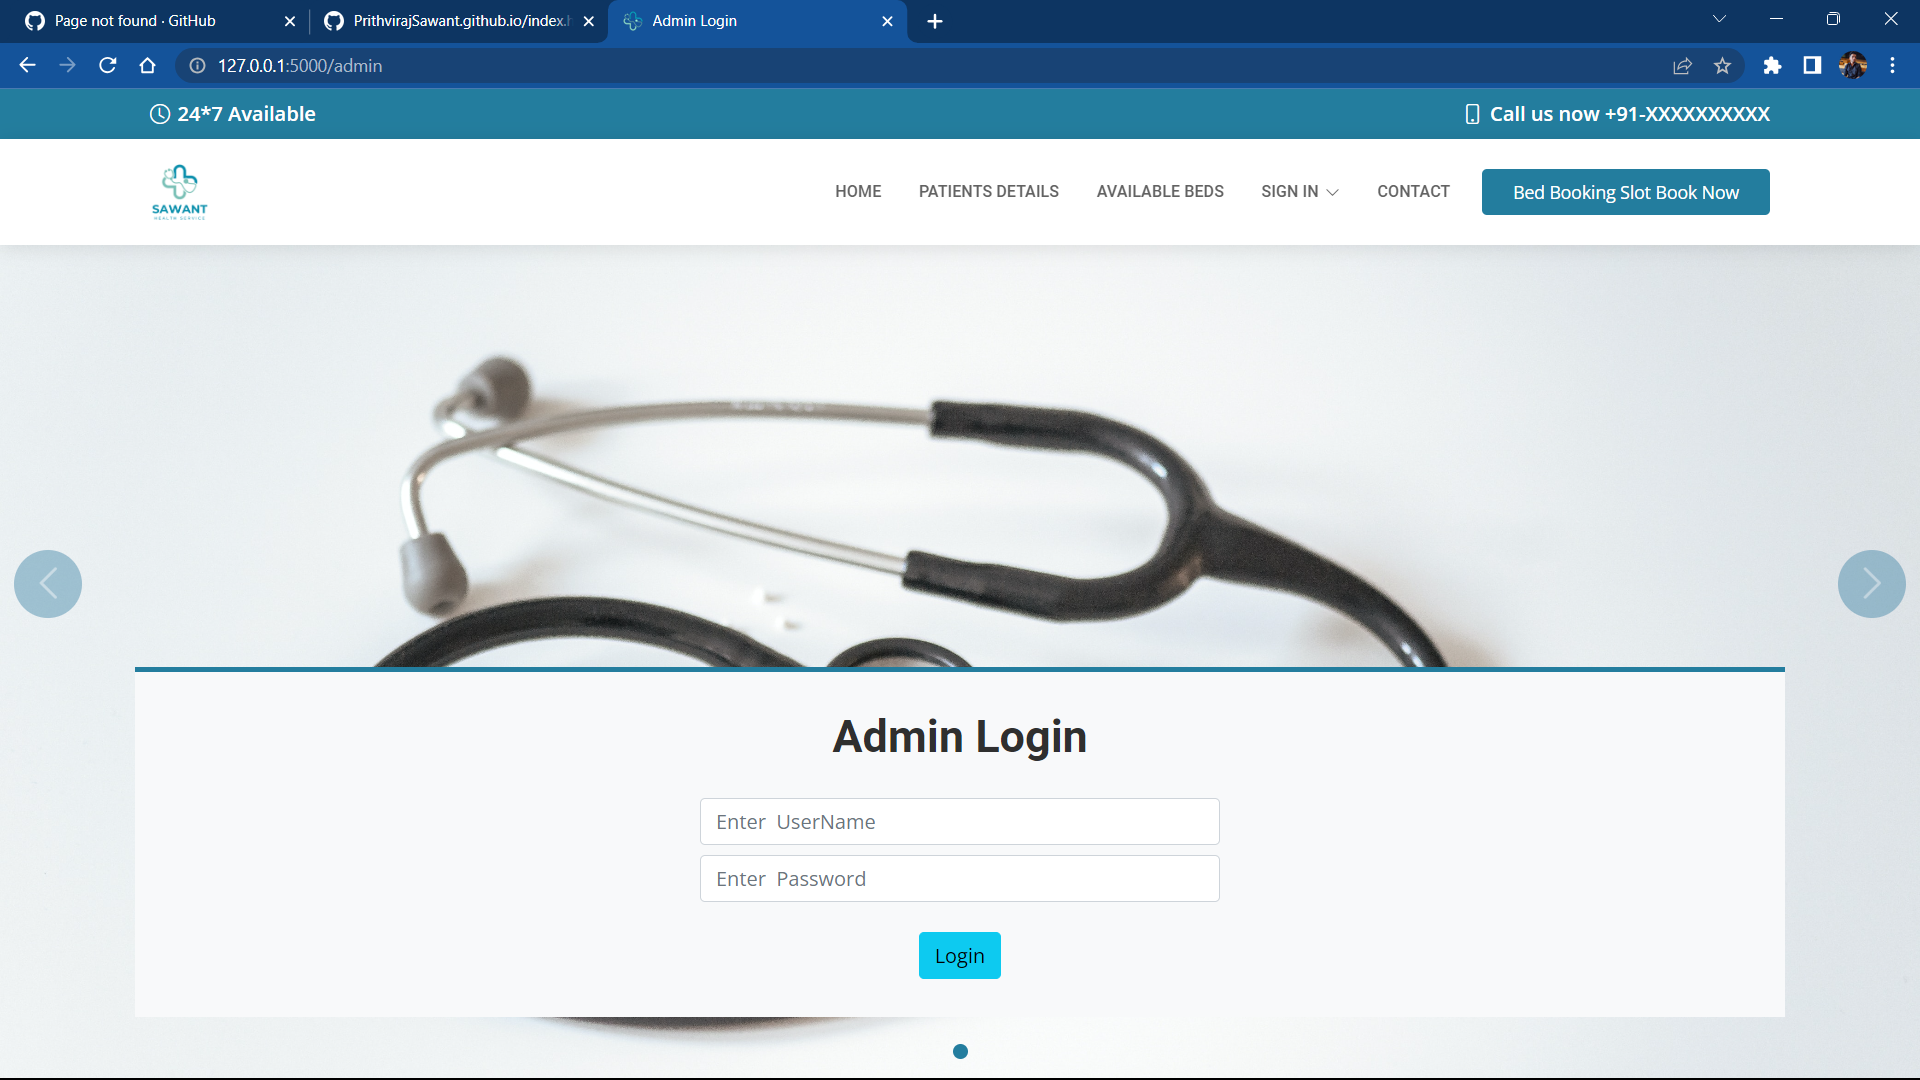 Page not found · GitHub
PrithvirajSawant.github.io/index.h
Admin Login
127.0.0.1:5000/admin
24*7 Available
Call us now +91-XXXXXXXXXX
SAWANT
HEALTH SERVICE
HOME
PATIENTS DETAILS
AVAILABLE BEDS
SIGN IN
CONTACT
Bed Booking Slot Book Now
Admin Login
Enter  UserName
Enter  Password
Login